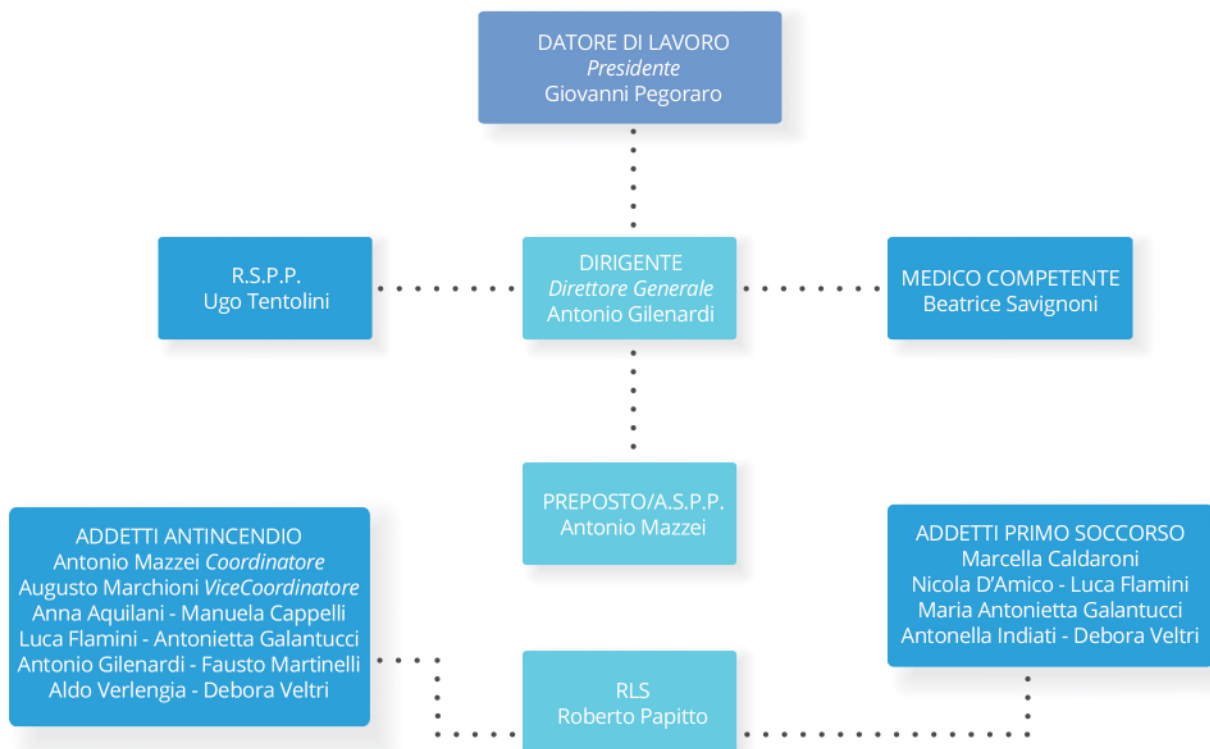 DATORE DI LAVORO
Presidente
Giovanni Pegoraro
R.S.P.P.
Ugo Tentolini
DIRIGENTE
Direttore Generale
Antonio Gilenardi
MEDICO COMPETENTE
Beatrice Savignoni
PREPOSTO/A.S.P.P.
Antonio Mazzei
ADDETTI ANTINCENDIO
Antonio Mazzei Coordinatore
Augusto Marchioni ViceCoordinatore
Anna Aquilani - Manuela Cappelli
Luca Flamini - Antonietta Galantucci
Antonio Gilenardi - Fausto Martinelli
Aldo Verlengia - Debora Veltri
ADDETTI PRIMO SOCCORSO
Marcella Caldaroni
Nicola D'Amico - Luca Flamini
Maria Antonietta Galantucci
Antonella Indiati - Debora Veltri
RLS
Roberto Papitto